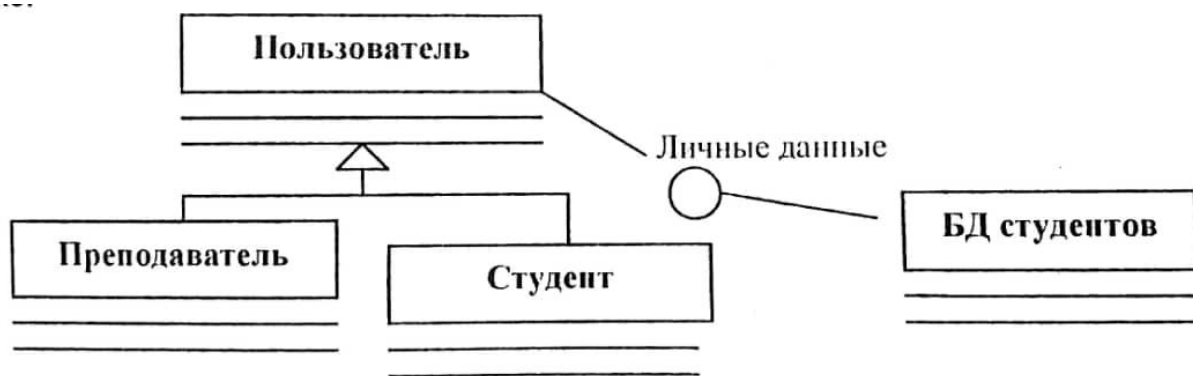 Пользователь
Личные данные
БД студентов
Преподаватель
Студент